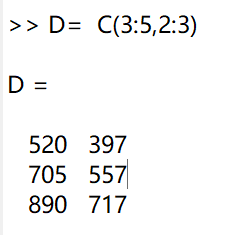 >> D= C(3:5,2:3)
D =
520 397
705 557
890 717